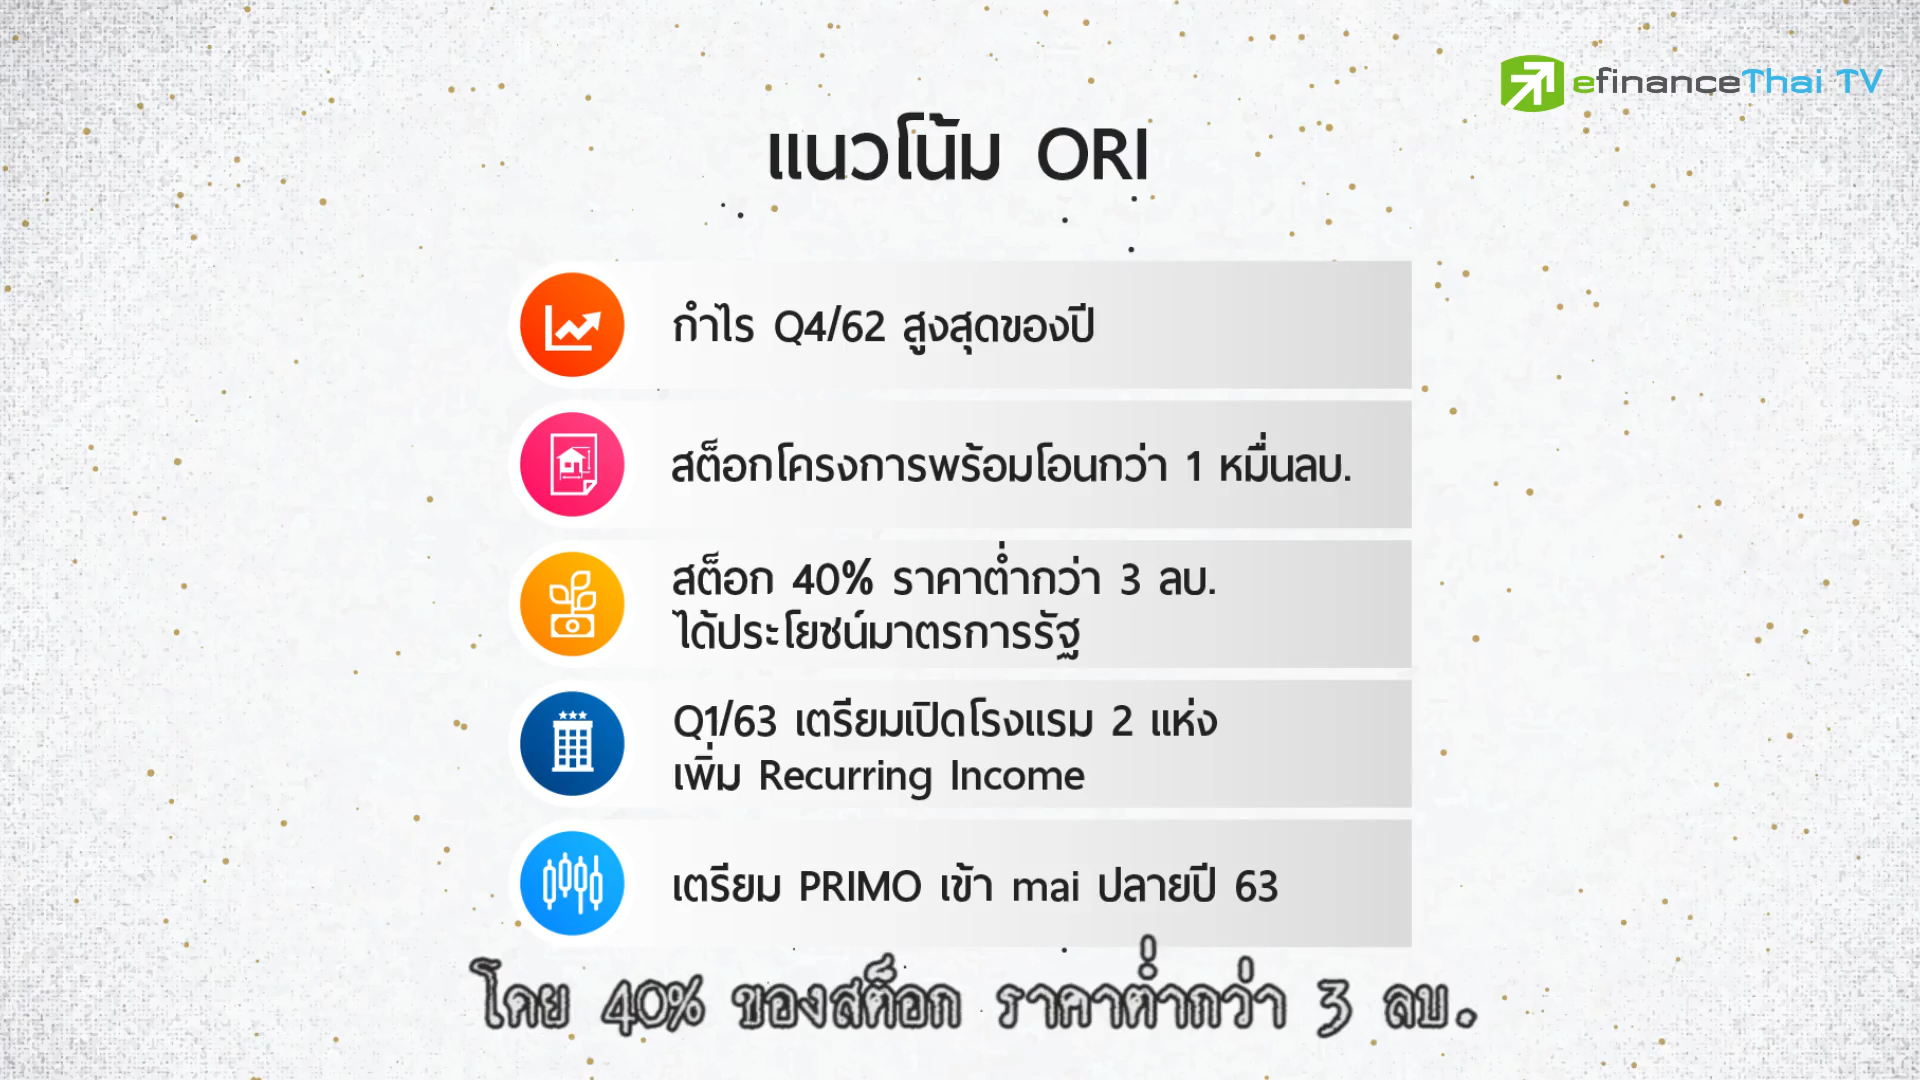 efinanceThai TV
แนวโน้ม ORI
กำไร Q4/62 สูงสุดของปี
สต็อกโครงการพร้อมโอนกว่า 1 หมื่นลบ.
สต็อก 40% ราคาต่ำกว่า 3 ลบ.
ได้ประโยชน์มาตรการรัฐ
Q1/63 เตรียมเปิดโรงแรม 2 แห่ง
เพิ่ม Recurring Income
เตรียม PRIMO เข้า mai ปลายปี 63
โดย 40% ของสต็อก ราคาต่ำกว่า 3 ลบ.